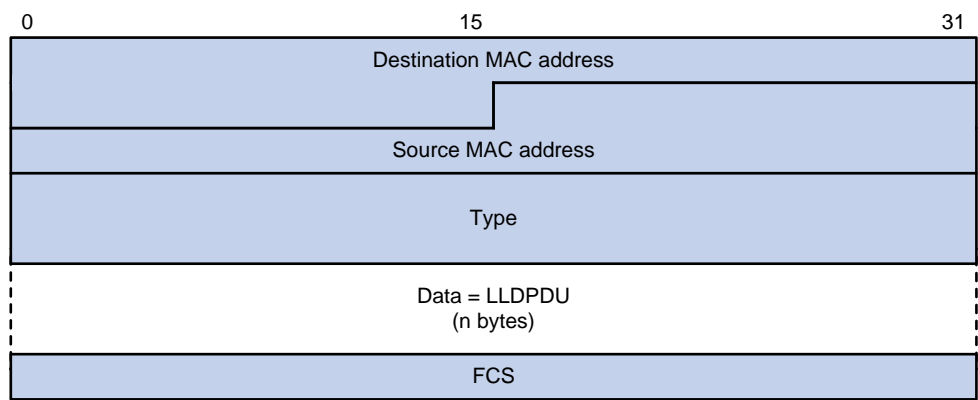 0 15 31
Destination MAC address
Source MAC address
Type
Data = LLDPDU
(n bytes)
FCS